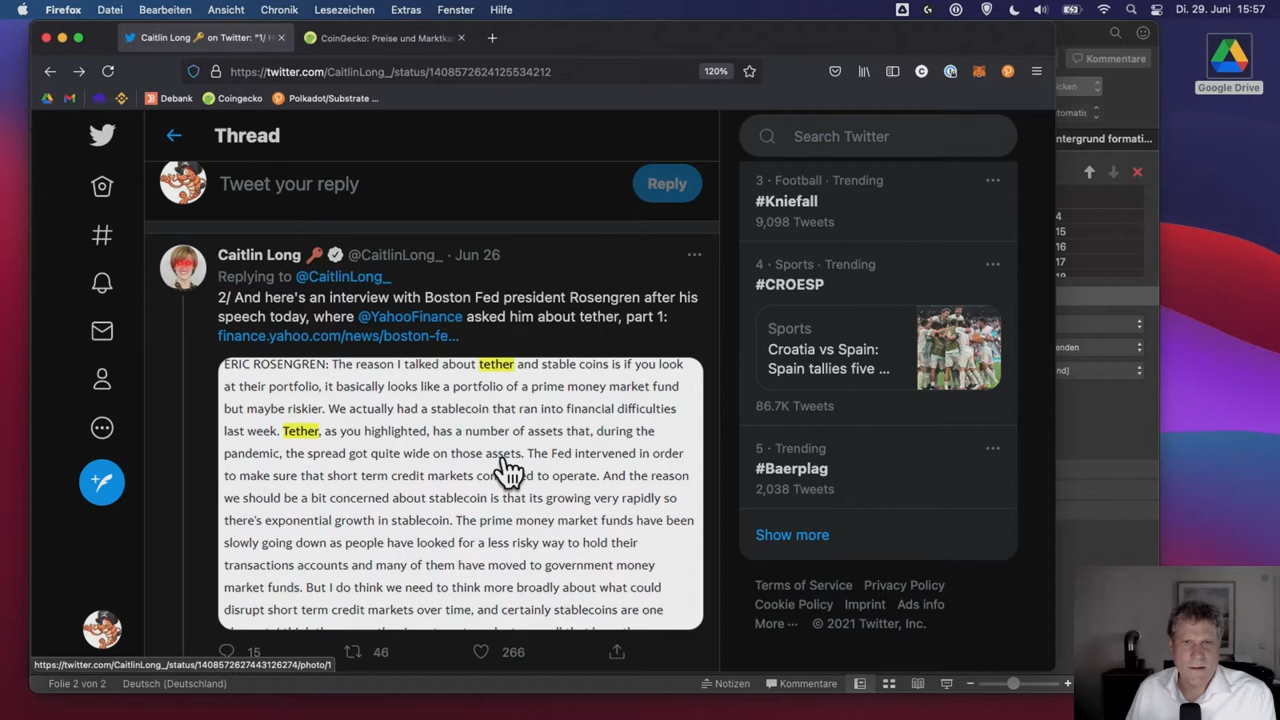 Firefox Datei Bearbeiten Ansicht Chronik Lesezeichen Extras Fenster Hilfe Di. 29. Juni 15:57
Caitlin Long on Twitter: "1/ H
CoinGecko: Preise und Marktka
https://twitter.com/CaitlinLong_/status/1408572624125534212
120%
Kommentare
Debank Coingecko Polkadot/Substrate ...
Google Drive
Thread
Search Twitter
ntergrund formati...
Tweet your reply
Reply
3 · Football · Trending
#Kniefall
9,098 Tweets
4
15
16
17
Caitlin Long @CaitlinLong_ · Jun 26
Replying to @CaitlinLong_
2/ And here's an interview with Boston Fed president Rosengren after his
speech today, where @YahooFinance asked him about tether, part 1:
finance.yahoo.com/news/boston-fe...
4 · Sports · Trending
#CROESP
Sports
Croatia vs Spain:
Spain tallies five ...
86.7K Tweets
ERIC ROSENGREN: The reason I talked about tether and stable coins is if you look
at their portfolio, it basically looks like a portfolio of a prime money market fund
but maybe riskier. We actually had a stablecoin that ran into financial difficulties
last week. Tether, as you highlighted, has a number of assets that, during the
pandemic, the spread got quite wide on those assets. The Fed intervened in order
to make sure that short term credit markets to operate. And the reason
we should be a bit concerned about stablecoin is that its growing very rapidly so
there's exponential growth in stablecoin. The prime money market funds have been
slowly going down as people have looked for a less risky way to hold their
transactions accounts and many of them have moved to government money
market funds. But I do think we need to think more broadly about what could
disrupt short term credit markets over time, and certainly stablecoins are one
5 · Trending
#Baerplag
2,038 Tweets
Show more
Terms of Service Privacy Policy
Cookie Policy Imprint Ads info
More ··· © 2021 Twitter, Inc.
15 46 266
https://twitter.com/CaitlinLong_/status/1408572627443126274/photo/1
Folie 2 von 2 Deutsch (Deutschland) Notizen Kommentare